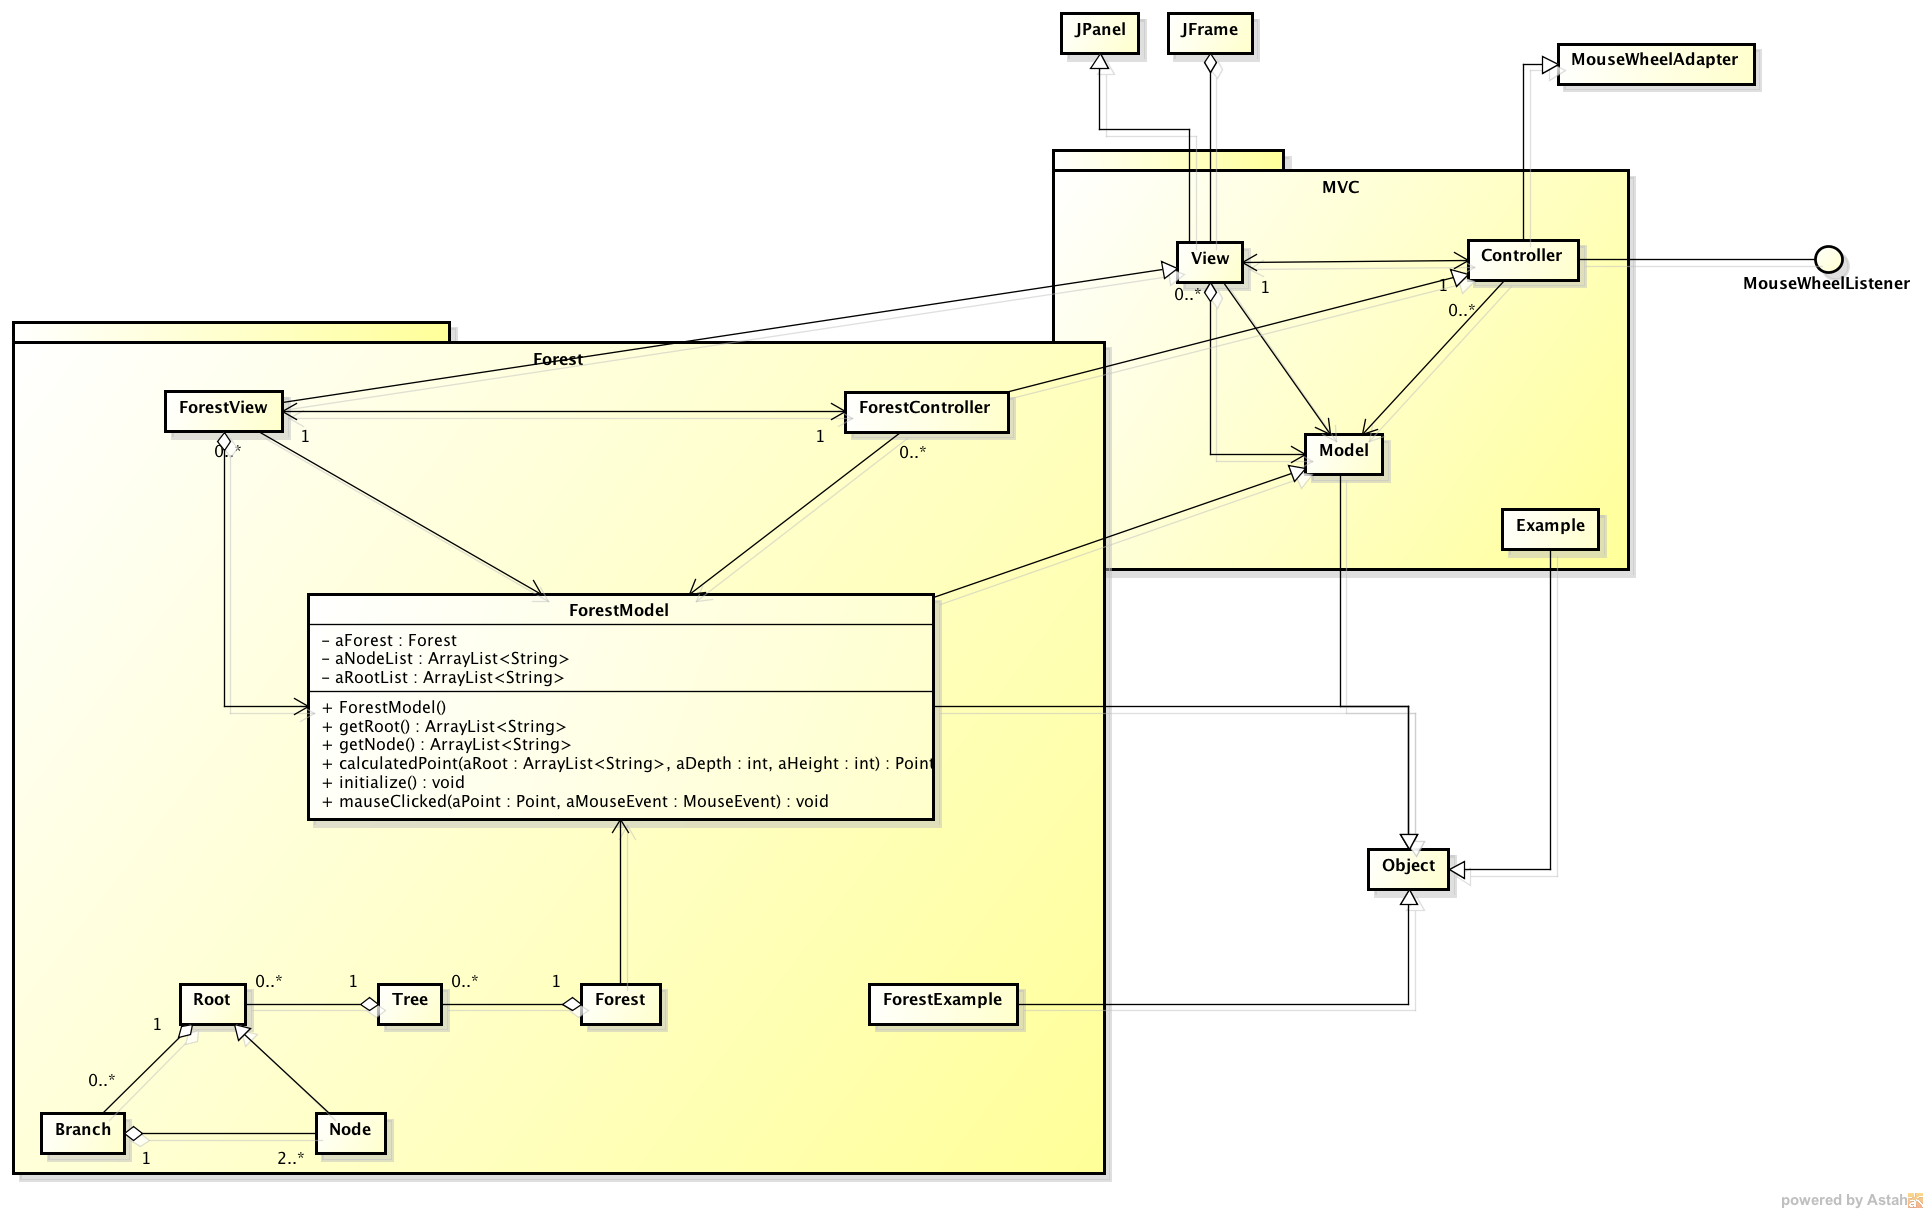 JPanel
JFrame
MouseWheelAdapter
MVC
View
Controller
MouseWheelListener
0..*
1
1
0..*
Forest
ForestView
ForestController
1
1
0..*
0..*
Model
Example
ForestModel
- aForest : Forest
- aNodeList : ArrayList<String>
- aRootList : ArrayList<String>
+ ForestModel()
+ getRoot() : ArrayList<String>
+ getNode() : ArrayList<String>
+ calculatedPoint(aRoot : ArrayList<String>, aDepth : int, aHeight : int) : Point
+ initialize() : void
+ mauseClicked(aPoint : Point, aMouseEvent : MouseEvent) : void
Object
0..*
1
0..*
1
Root
Tree
Forest
ForestExample
1
0..*
Branch
Node
1
2..*
powered by Astah